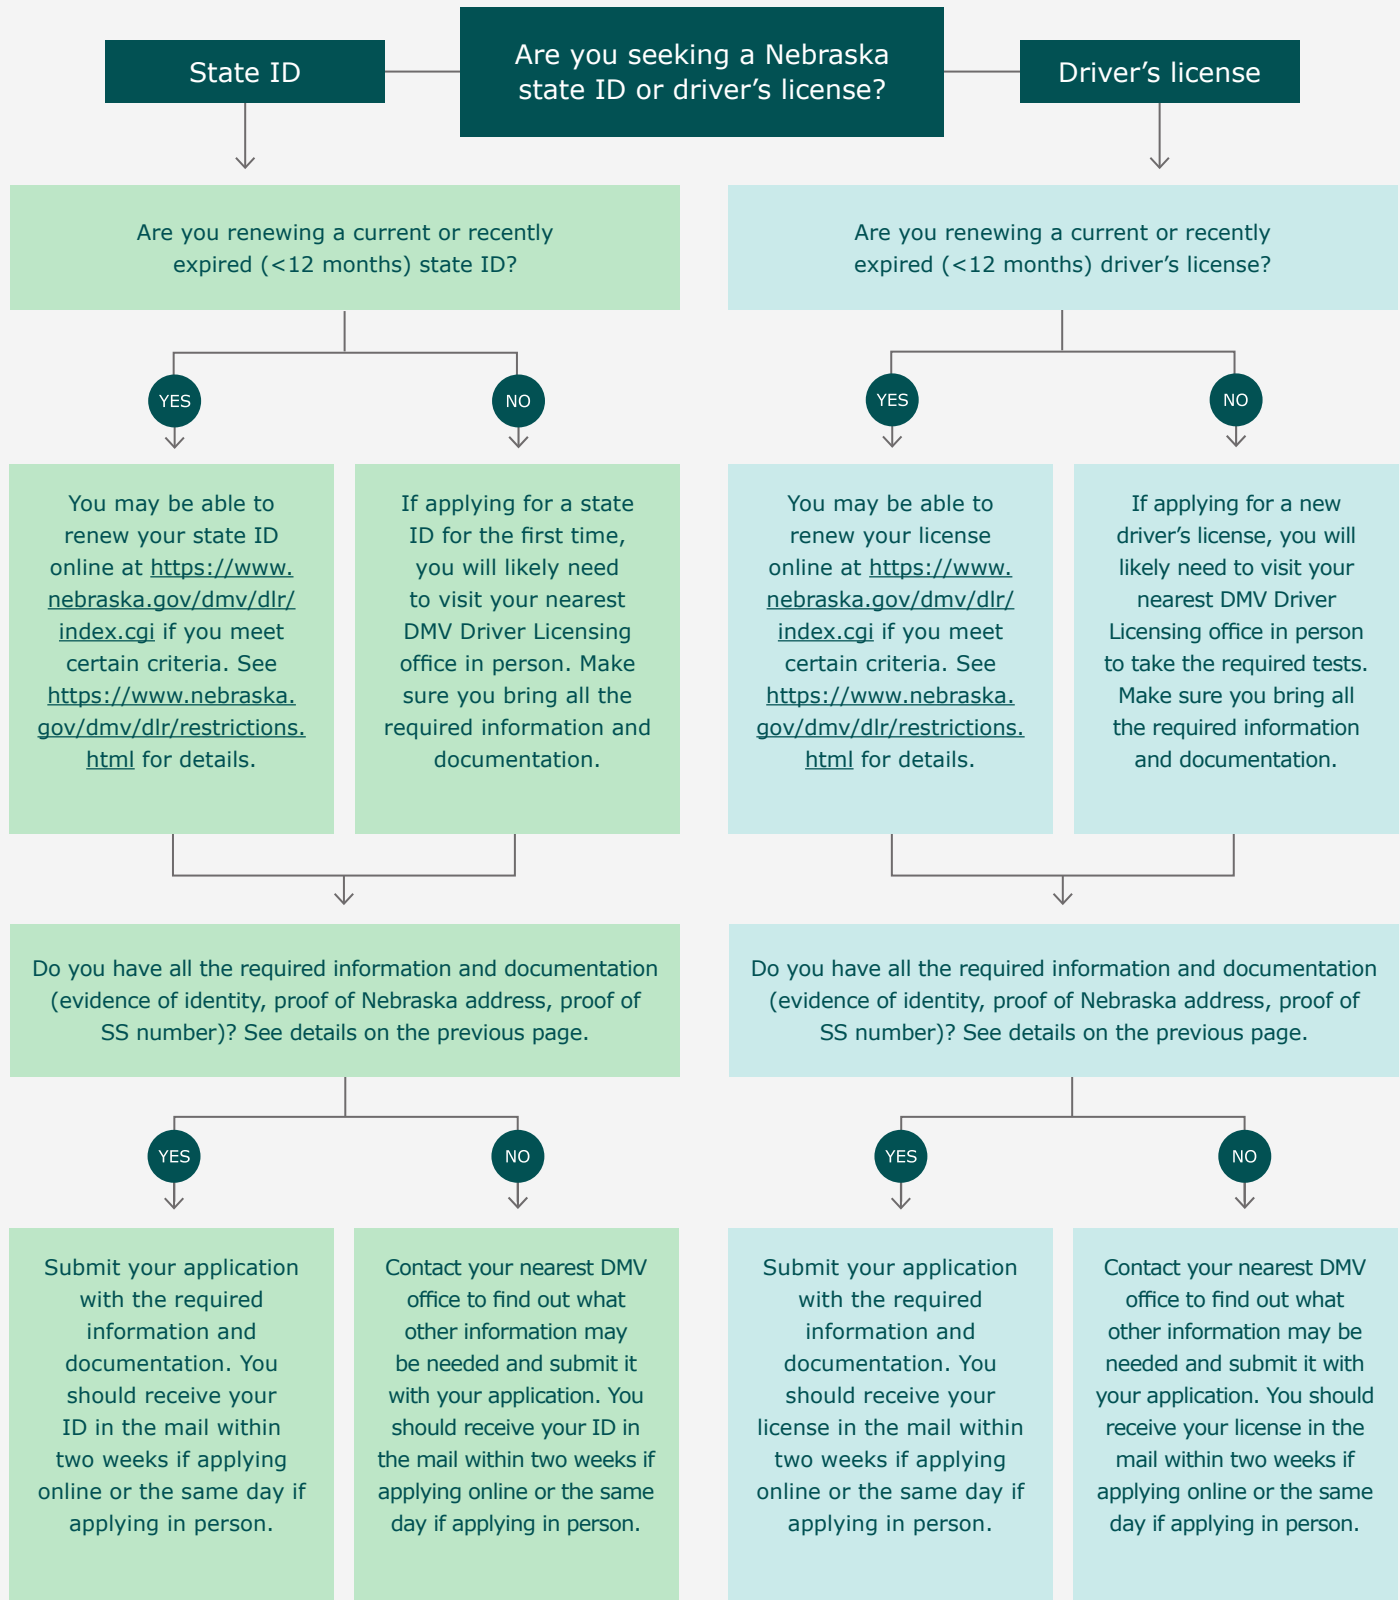 Are you seeking a Nebraska
state ID or driver’s license?
State ID
Driver’s license
Are you renewing a current or recently
expired (<12 months) state ID?
YES
NO
You may be able to
renew your state ID
online at https://www.
nebraska.gov/dmv/dlr/
index.cgi if you meet
certain criteria. See
https://www.nebraska.
gov/dmv/dlr/restrictions.
html for details.
If applying for a state
ID for the first time,
you will likely need
to visit your nearest
DMV Driver Licensing
office in person. Make
sure you bring all the
required information and
documentation.
Do you have all the required information and documentation
(evidence of identity, proof of Nebraska address, proof of
SS number)? See details on the previous page.
YES
NO
Submit your application
with the required
information and
documentation. You
should receive your
ID in the mail within
two weeks if applying
online or the same day if
applying in person.
Contact your nearest DMV
office to find out what
other information may
be needed and submit it
with your application. You
should receive your ID in
the mail within two weeks if
applying online or the same
day if applying in person.
Are you renewing a current or recently
expired (<12 months) driver’s license?
YES
NO
You may be able to
renew your license
online at https://www.
nebraska.gov/dmv/dlr/
index.cgi if you meet
certain criteria. See
https://www.nebraska.
gov/dmv/dlr/restrictions.
html for details.
If applying for a new
driver’s license, you will
likely need to visit your
nearest DMV Driver
Licensing office in person
to take the required tests.
Make sure you bring all
the required information
and documentation.
Do you have all the required information and documentation
(evidence of identity, proof of Nebraska address, proof of
SS number)? See details on the previous page.
YES
NO
Submit your application
with the required
information and
documentation. You
should receive your
license in the mail within
two weeks if applying
online or the same day if
applying in person.
Contact your nearest DMV
office to find out what
other information may be
needed and submit it with
your application. You should
receive your license in the
mail within two weeks if
applying online or the same
day if applying in person.